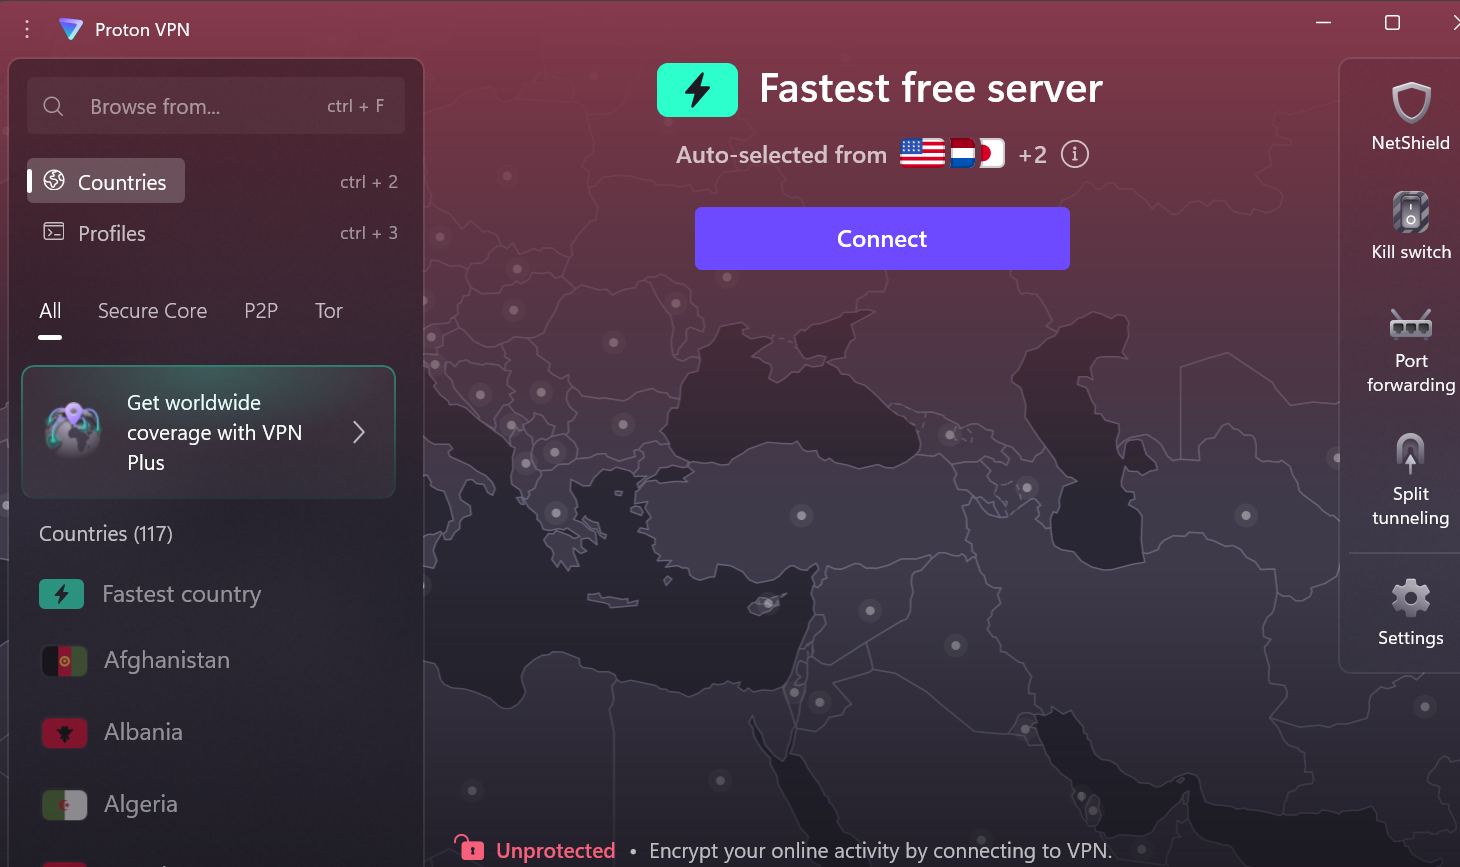 Proton VPN
Browse from...
ctrl + F
Countries
ctrl + 2
Profiles
ctrl + 3
All
Secure Core
P2P
Tor
Get worldwide
coverage with VPN
Plus
Countries (117)
Fastest country
Afghanistan
Albania
Algeria
Fastest free server
Auto-selected from
+2
Connect
Unprotected • Encrypt your online activity by connecting to VPN.
NetShield
Kill switch
Port
forwarding
Split
tunneling
Settings